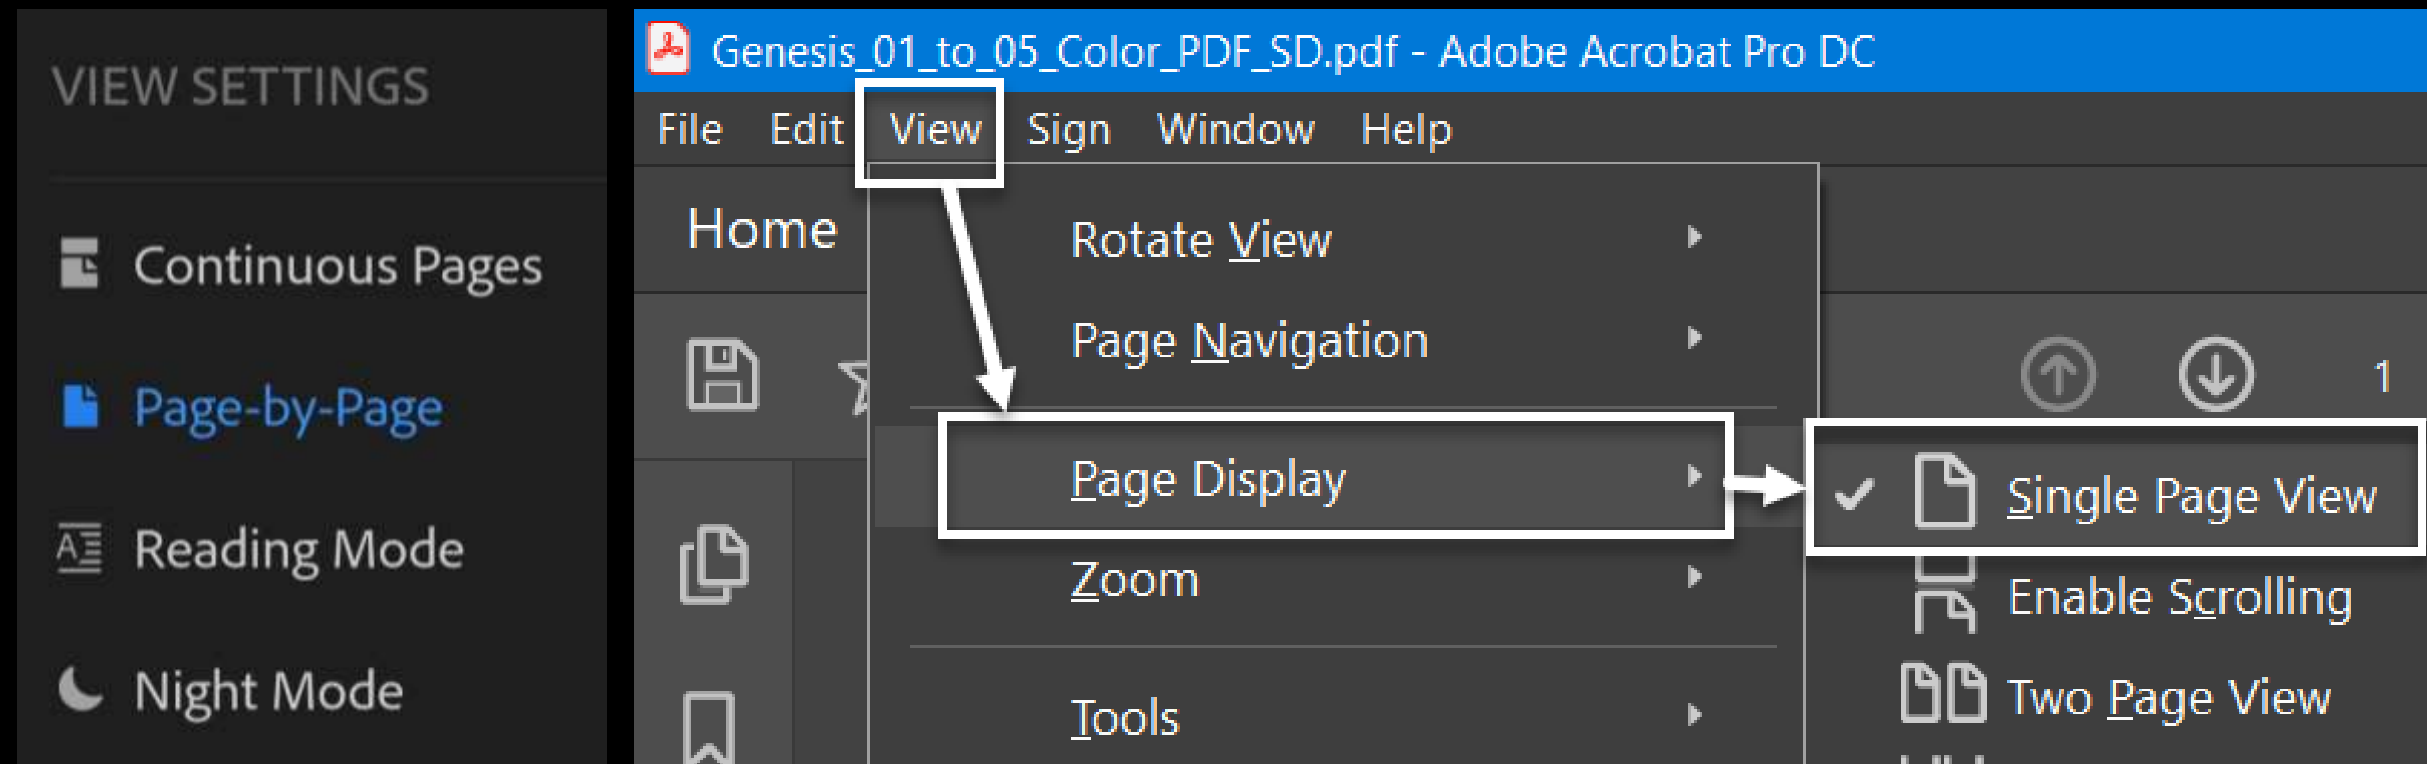 VIEW SETTINGS
Continuous Pages
Page-by-Page
Reading Mode
Night Mode
Genesis_01_to_05_Color_PDF_SD.pdf - Adobe Acrobat Pro DC
File Edit View Sign Window Help
Home
Rotate View
Page Navigation
1
Page Display
Zoom
Tools
Single Page View
Enable Scrolling
Two Page View